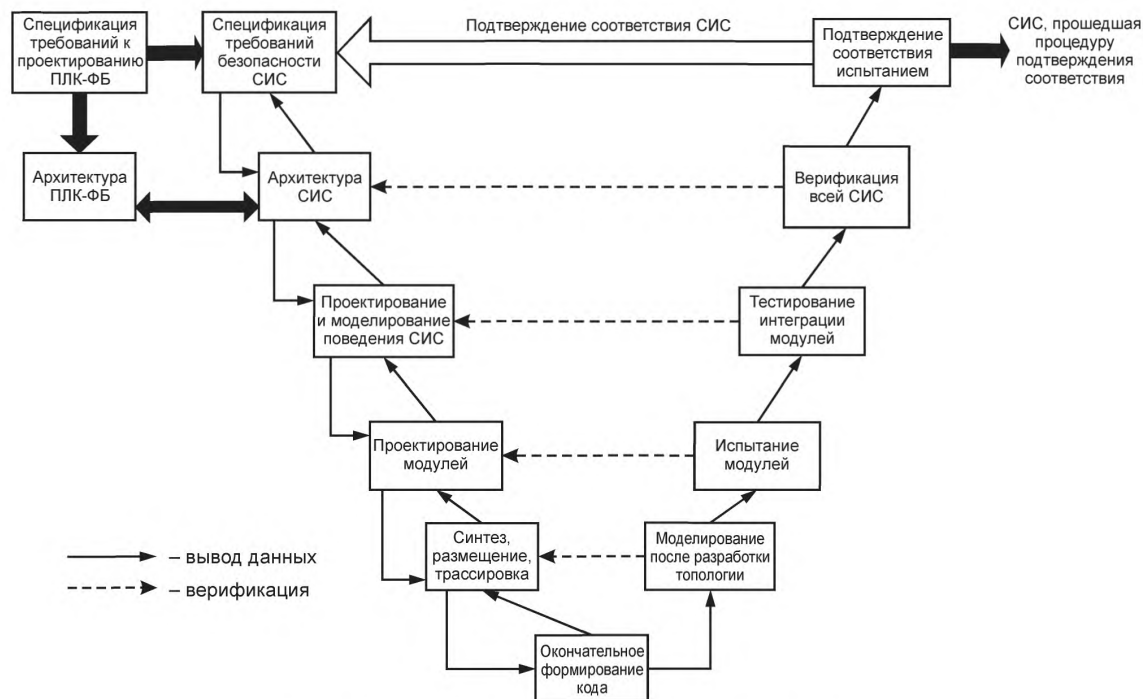 Спецификация
требований к
проектированию
ПЛК-ФБ
Спецификация
требований
безопасности
СИС
Подтверждение соответствия СИС
Подтверждение
соответствия
испытанием
СИС, прошедшая
процедуру
подтверждения
соответствия
Архитектура
ПЛК-ФБ
Архитектура
СИС
Верификация
всей СИС
Проектирование
и моделирование
поведения СИС
Тестирование
интеграции
модулей
Проектирование
модулей
Испытание
модулей
Синтез,
размещение,
трассировка
Моделирование
после разработки
топологии
– вывод данных
– верификация
Окончательное
формирование
кода